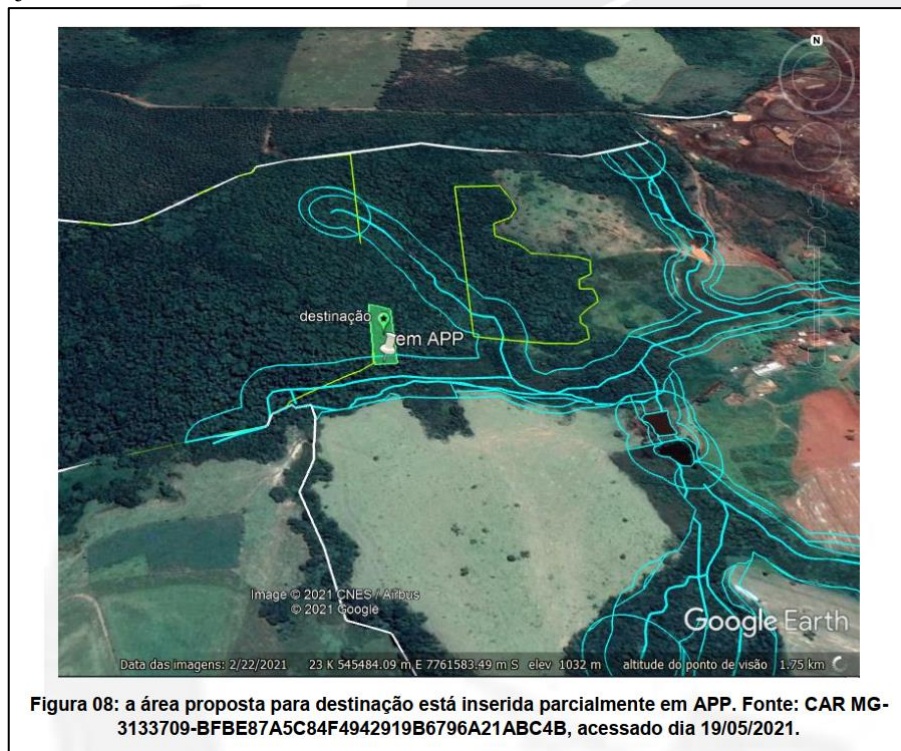 N
destinação
em APP
Image © 2021 CNES / Airbus
© 2021 Google
Google Earth
Data das imagens: 2/22/2021 23 K 545484.09 m E 7761583.49 m S elev 1032 m altitude do ponto de visão 1.75 km
Figura 08: a área proposta para destinação está inserida parcialmente em APP. Fonte: CAR MG-
3133709-BFBE87A5C84F4942919B6796A21ABC4B, acessado dia 19/05/2021.